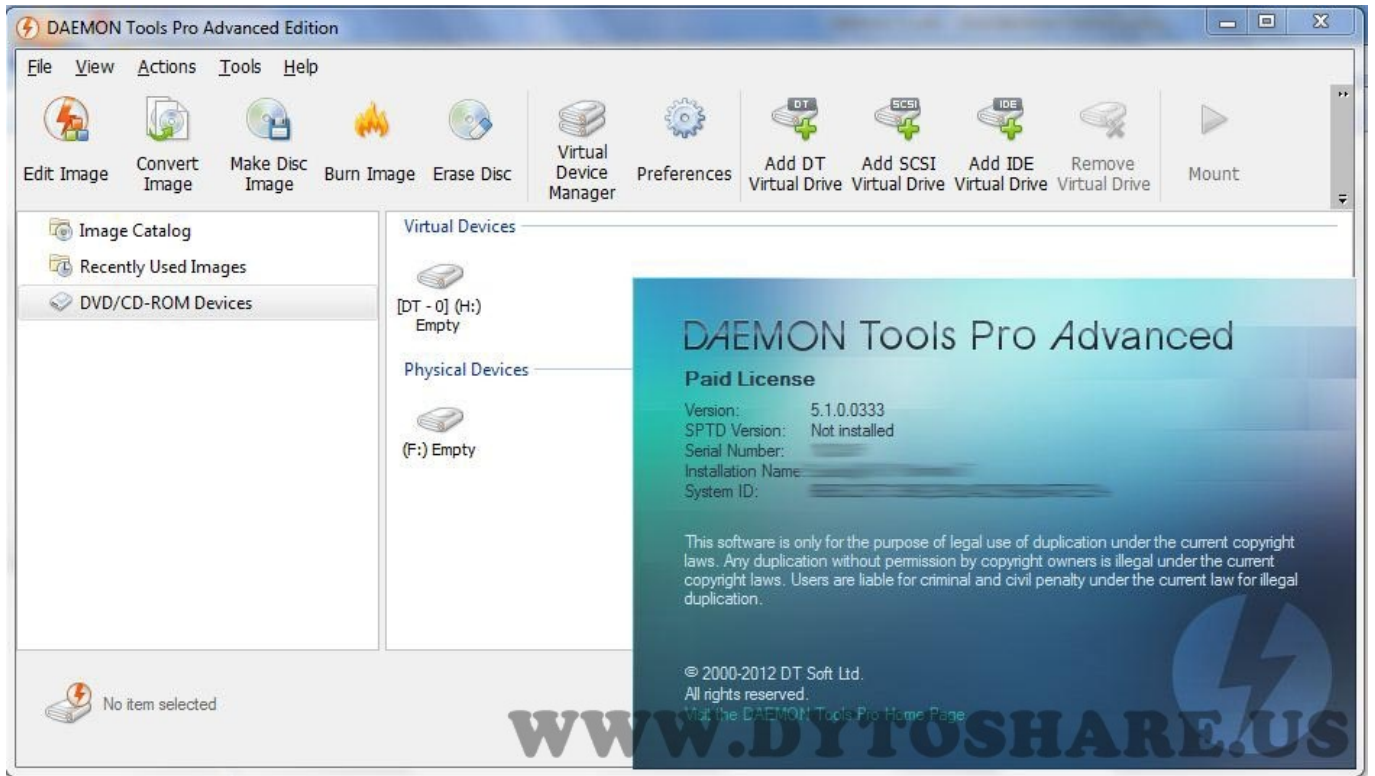 DAEMON Tools Pro Advanced Edition
File View Actions Tools Help
Edit Image
Convert
Image
Make Disc
Image
Burn Image
Erase Disc
Virtual
Device
Manager
Preferences
DT
Add DT
Virtual Drive
SCSI
Add SCSI
Virtual Drive
IDE
Add IDE
Virtual Drive
Remove
Virtual Drive
Mount
Image Catalog
Recently Used Images
DVD/CD-ROM Devices
Virtual Devices
[DT - 0] (H:)
Empty
Physical Devices
(F:) Empty
DAEMON Tools Pro Advanced
Paid License
Version: 5.1.0.0333
SPTD Version: Not installed
Serial Number:
Installation Name
System ID:
This software is only for the purpose of legal use of duplication under the current copyright
laws. Any duplication without permission by copyright owners is illegal under the current
copyright laws. Users are liable for criminal and civil penalty under the current law for illegal
duplication.
© 2000-2012 DT Soft Ltd.
All rights reserved.
Visit the DAEMON Tools Pro Home Page
No item selected
WWW.DYTOSHARE.US